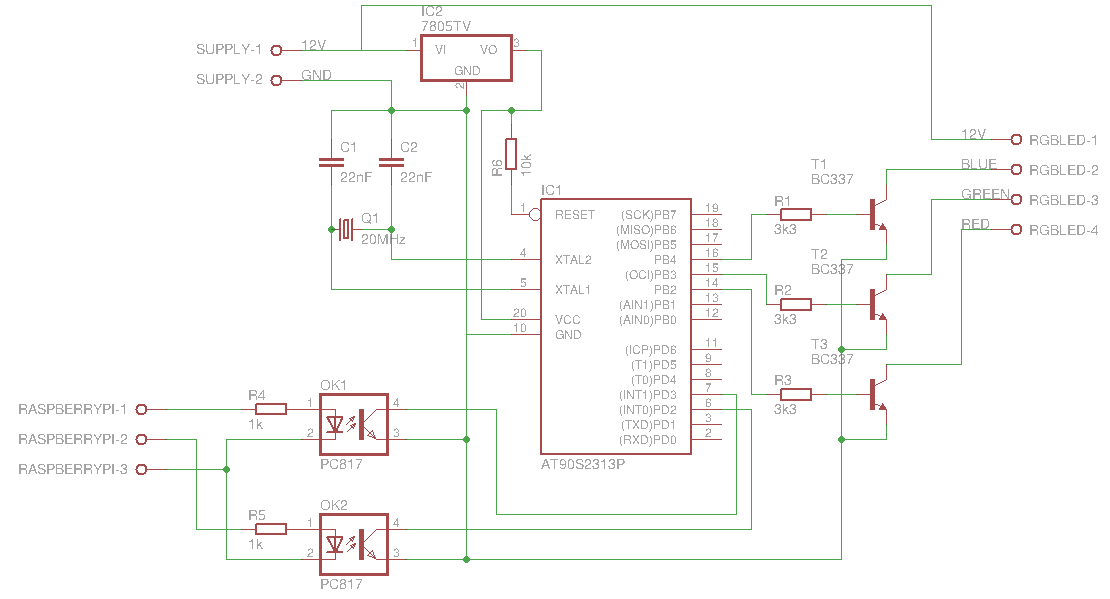 IC2
7805TV
SUPPLY-1
12V
1
VI
VO
3
SUPPLY-2
GND
GND
2
C1
22nF
C2
22nF
R6
10k
Q1
20MHz
IC1
1
RESET
4
XTAL2
5
XTAL1
20
VCC
10
GND
(SCK)PB7
19
(MISO)PB6
18
(MOSI)PB5
17
PB4
16
(OCI)PB3
15
PB2
14
(AIN1)PB1
13
(AIN0)PB0
12
(ICP)PD6
11
(T1)PD5
9
(T0)PD4
8
(INT1)PD3
7
(INT0)PD2
6
(TXD)PD1
3
(RXD)PD0
2
AT90S2313P
R1
3k3
R2
3k3
R3
3k3
T1
BC337
T2
BC337
T3
BC337
12V
RGBLED-1
BLUE
RGBLED-2
GREEN
RGBLED-3
RED
RGBLED-4
RASPBERRYPI-1
RASPBERRYPI-2
RASPBERRYPI-3
R4
1k
OK1
1
2
4
3
PC817
R5
1k
OK2
1
2
4
3
PC817